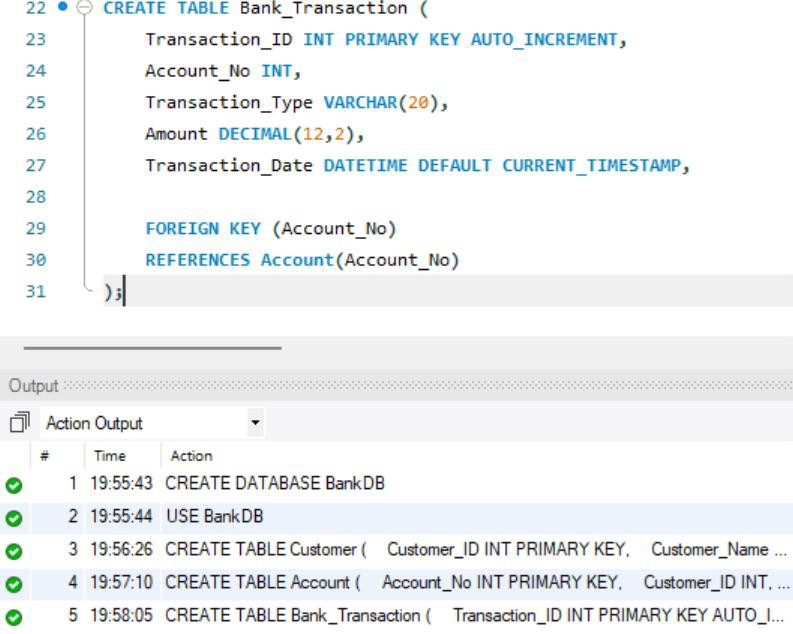 22 CREATE TABLE Bank_Transaction (
23 Transaction_ID INT PRIMARY KEY AUTO_INCREMENT,
24 Account_No INT,
25 Transaction_Type VARCHAR(20),
26 Amount DECIMAL(12,2),
27 Transaction_Date DATETIME DEFAULT CURRENT_TIMESTAMP,
28
29 FOREIGN KEY (Account_No)
30 REFERENCES Account(Account_No)
31 );
Output
Action Output
# Time Action
1 19:55:43 CREATE DATABASE BankDB
2 19:55:44 USE BankDB
3 19:56:26 CREATE TABLE Customer ( Customer_ID INT PRIMARY KEY, Customer_Name ...
4 19:57:10 CREATE TABLE Account ( Account_No INT PRIMARY KEY, Customer_ID INT, ...
5 19:58:05 CREATE TABLE Bank_Transaction ( Transaction_ID INT PRIMARY KEY AUTO_I...